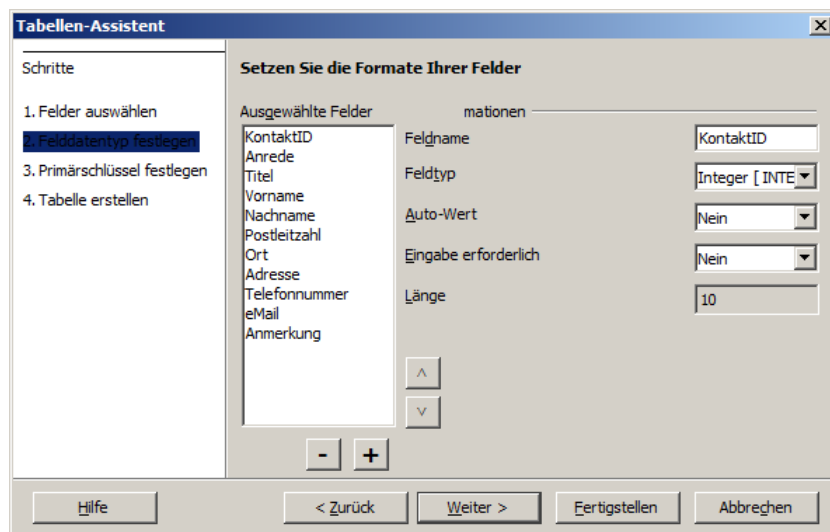 Tabellen-Assistent
Schritte
1. Felder auswählen
2. Felddatentyp festlegen
3. Primärschlüssel festlegen
4. Tabelle erstellen
Setzen Sie die Formate Ihrer Felder
Ausgewählte Felder
KontaktID
Anrede
Titel
Vorname
Nachname
Postleitzahl
Ort
Adresse
Telefonnummer
eMail
Anmerkung
- +
mationen
Feldname KontaktID
Feldtyp Integer [ INTE
Auto-Wert Nein
Eingabe erforderlich Nein
Länge 10
Hilfe < Zurück Weiter > Fertigstellen Abbrechen